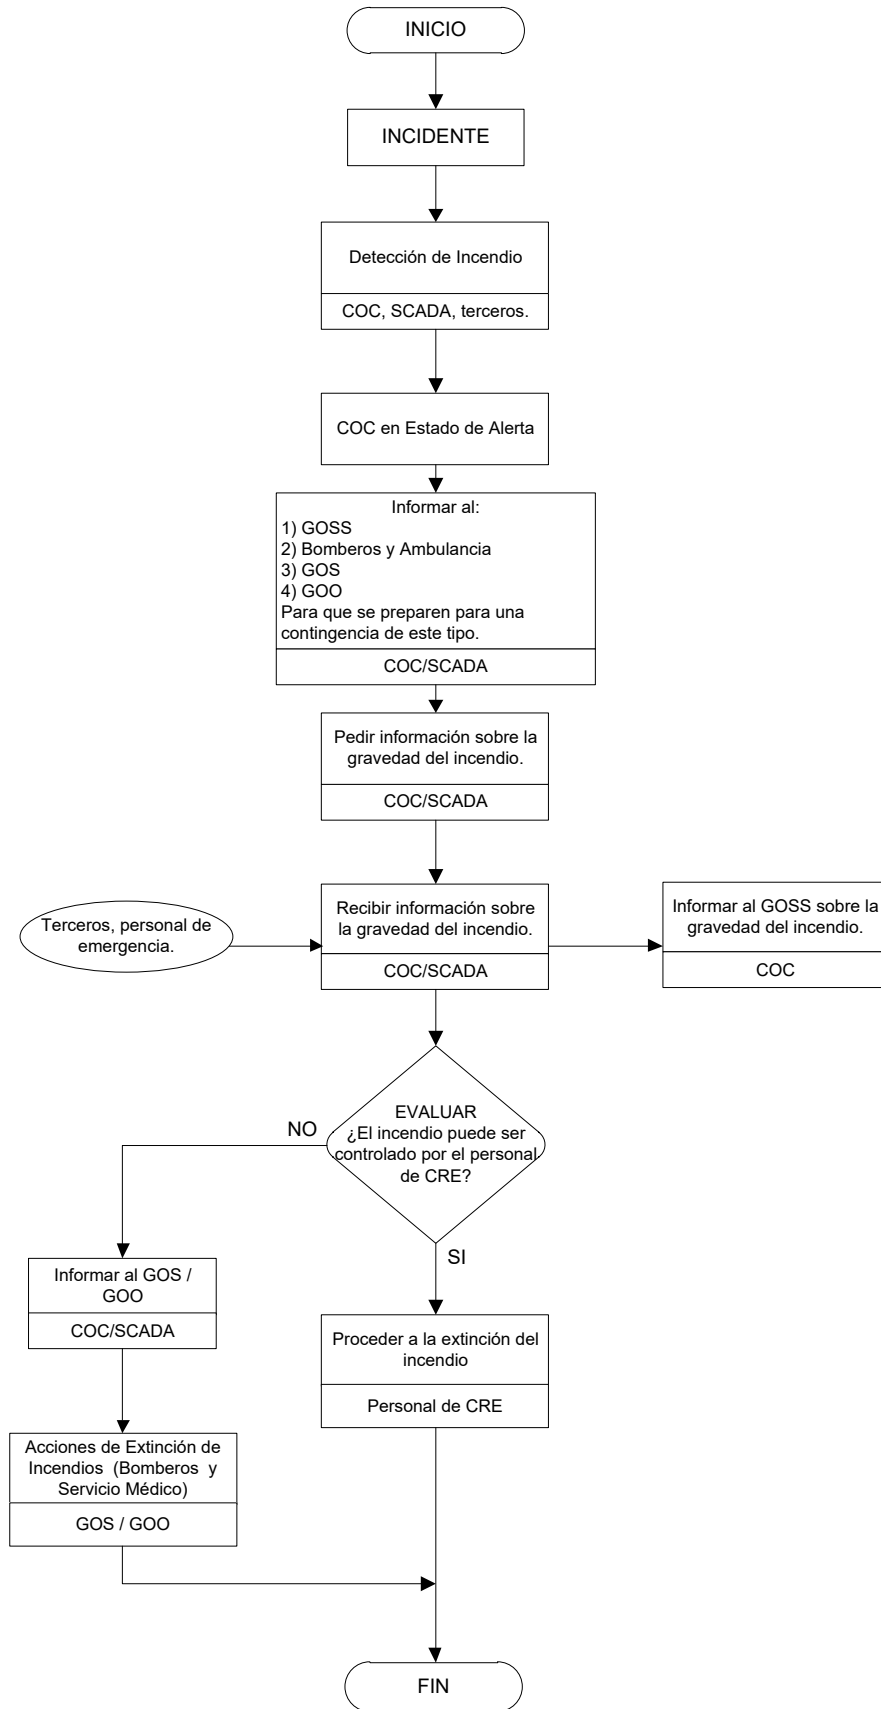 INICIO
INCIDENTE
Detección de Incendio
COC, SCADA, terceros.
COC en Estado de Alerta
Informar al:
1) GOSS
2) Bomberos y Ambulancia
3) GOS
4) GOO
Para que se preparen para una
contingencia de este tipo.
COC/SCADA
Pedir información sobre la
gravedad del incendio.
COC/SCADA
Terceros, personal de
emergencia.
Recibir información sobre
la gravedad del incendio.
COC/SCADA
Informar al GOSS sobre la
gravedad del incendio.
COC
EVALUAR
¿El incendio puede ser
controlado por el personal
de CRE?
NO
SI
Informar al GOS /
GOO
COC/SCADA
Proceder a la extinción del
incendio
Personal de CRE
Acciones de Extinción de
Incendios (Bomberos y
Servicio Médico)
GOS / GOO
FIN